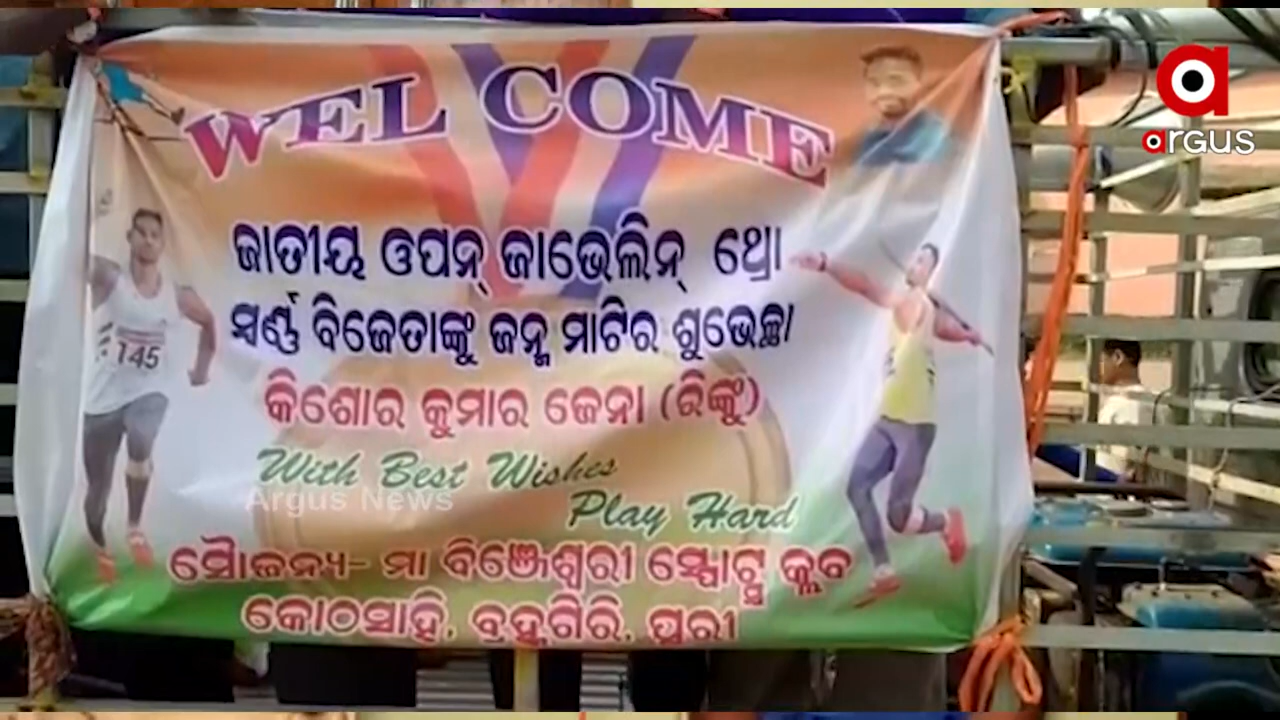 WEL COME
ଜାତୀୟ ଓପନ୍ ଜାଭେଲିନ୍ ଥ୍ରୋ
ସ୍ୱର୍ଣ୍ଣ ବିଜେତାଙ୍କୁ ଜନ୍ମ ମାଟିର ଶୁଭେଚ୍ଛା
କିଶୋର କୁମାର ଜେନା (ରିଙ୍କୁ)
With Best Wishes
Play Hard
ସୌଜନ୍ୟ- ମା ବିଞ୍ଜେଶ୍ୱରୀ ସ୍ପୋର୍ଟ୍ସ କ୍ଲବ
କୋଠସାହି, ବ୍ରହ୍ମଗିରି, ପୁରୀ
145
argus
Argus News